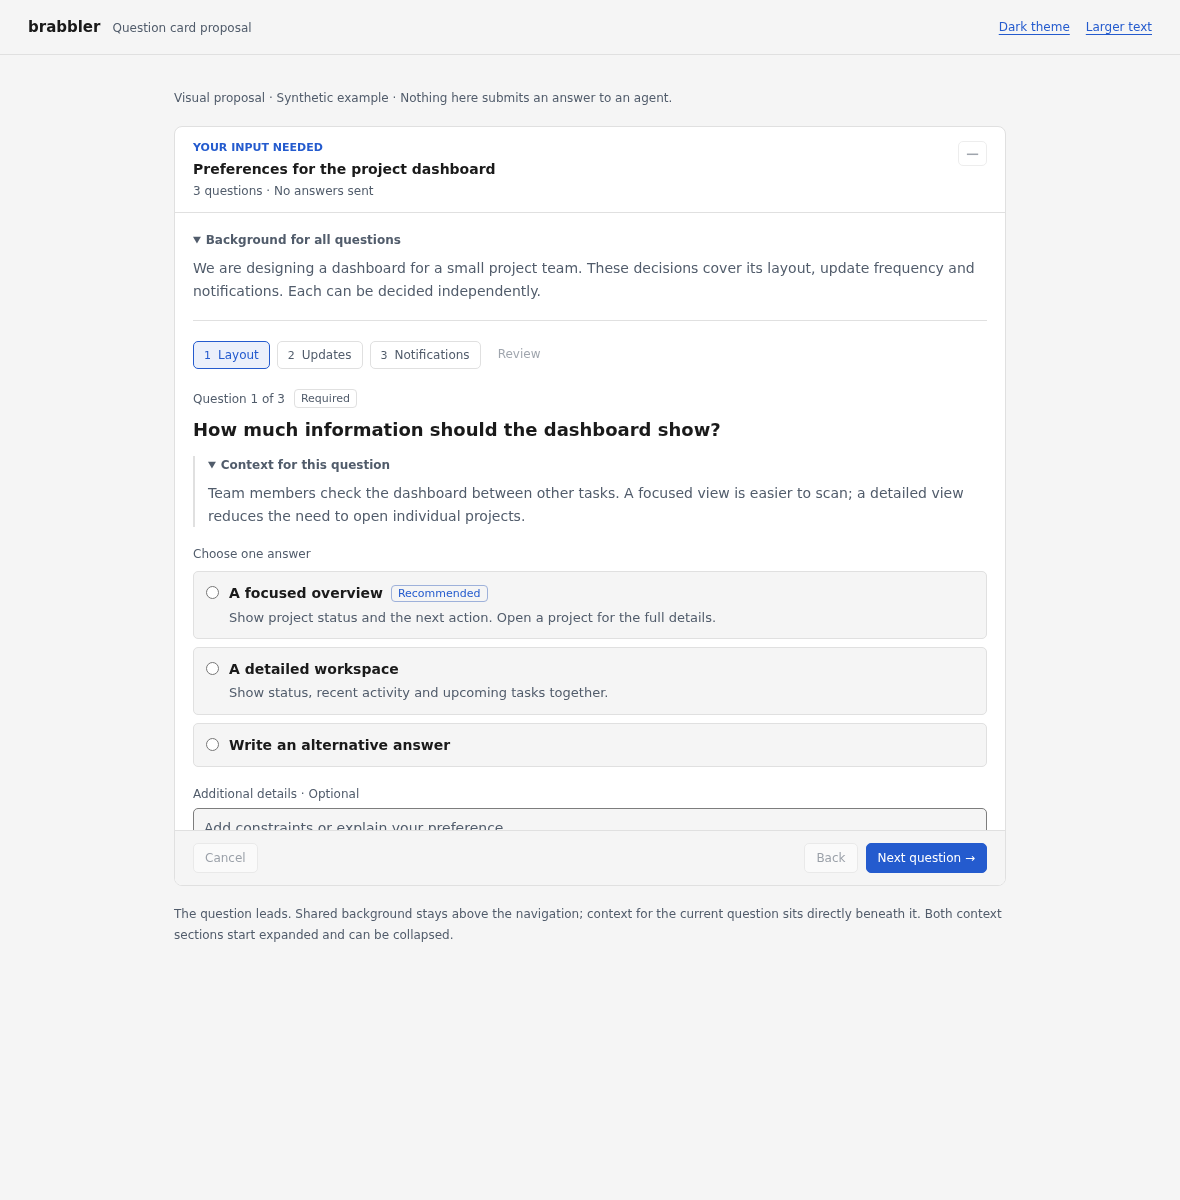 brabbler Question card proposal Dark theme Larger text
Visual proposal · Synthetic example · Nothing here submits an answer to an agent.
YOUR INPUT NEEDED
Preferences for the project dashboard
3 questions · No answers sent
—
▼ Background for all questions
We are designing a dashboard for a small project team. These decisions cover its layout, update frequency and
notifications. Each can be decided independently.
1 Layout 2 Updates 3 Notifications Review
Question 1 of 3 Required
How much information should the dashboard show?
▼ Context for this question
Team members check the dashboard between other tasks. A focused view is easier to scan; a detailed view
reduces the need to open individual projects.
Choose one answer
A focused overview Recommended
Show project status and the next action. Open a project for the full details.
A detailed workspace
Show status, recent activity and upcoming tasks together.
Write an alternative answer
Additional details · Optional
Add constraints or explain your preference
Cancel Back Next question →
The question leads. Shared background stays above the navigation; context for the current question sits directly beneath it. Both context
sections start expanded and can be collapsed.